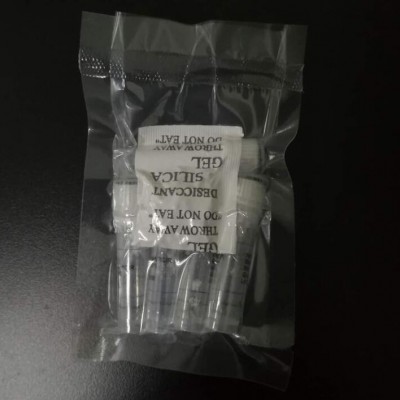 GEL
THROW AWAY
"DO NOT EAT"
DESICCANT
SILICA
GEL
THROW AWAY
"DO NOT EAT"